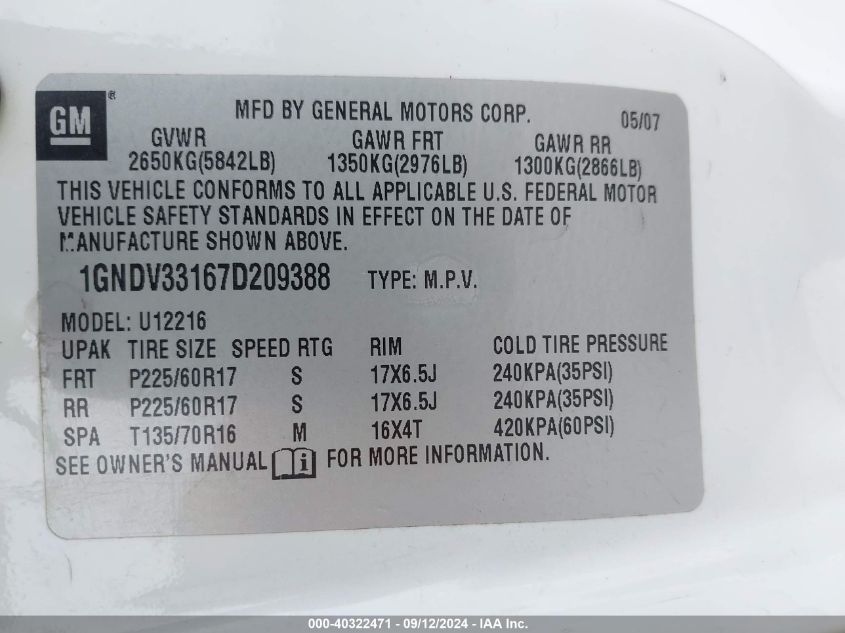 GM ®
MFD BY GENERAL MOTORS CORP. 05/07
GVWR GAWR FRT GAWR RR
2650KG(5842LB) 1350KG(2976LB) 1300KG(2866LB)
THIS VEHICLE CONFORMS TO ALL APPLICABLE U.S. FEDERAL MOTOR
VEHICLE SAFETY STANDARDS IN EFFECT ON THE DATE OF
MANUFACTURE SHOWN ABOVE.
1GNDV33167D209388 TYPE: M.P.V.
MODEL: U12216
UPAK TIRE SIZE SPEED RTG RIM COLD TIRE PRESSURE
FRT P225/60R17 S 17X6.5J 240KPA(35PSI)
RR P225/60R17 S 17X6.5J 240KPA(35PSI)
SPA T135/70R16 M 16X4T 420KPA(60PSI)
SEE OWNER'S MANUAL i FOR MORE INFORMATION.
000-40322471 - 09/12/2024 - IAA Inc.